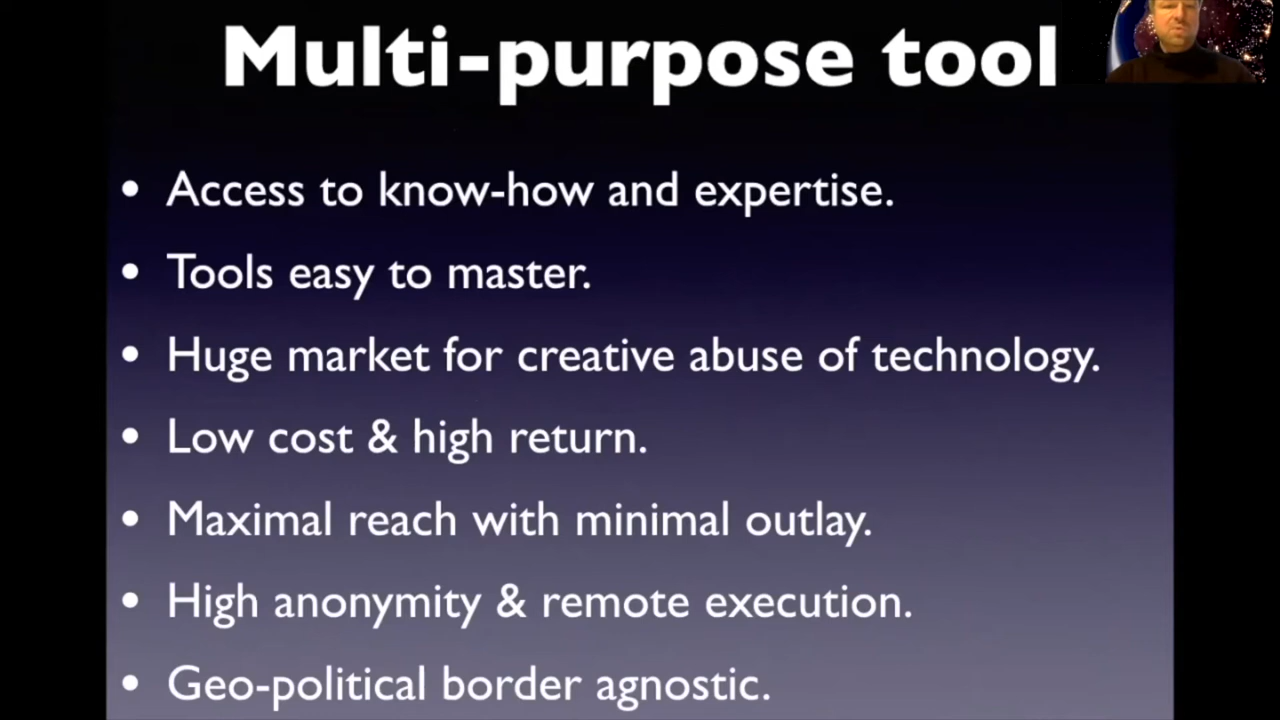 Multi-purpose tool
• Access to know-how and expertise.
• Tools easy to master.
• Huge market for creative abuse of technology.
• Low cost & high return.
• Maximal reach with minimal outlay.
• High anonymity & remote execution.
• Geo-political border agnostic.